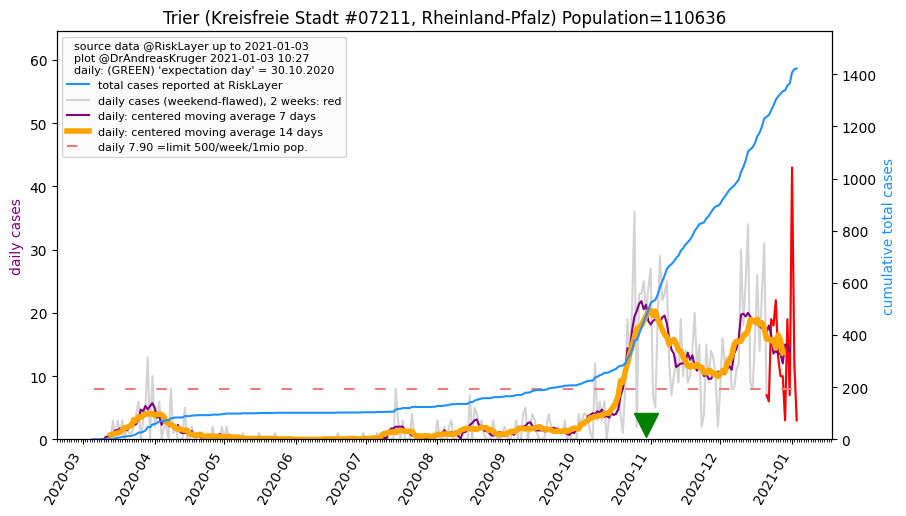 Trier (Kreisfreie Stadt #07211, Rheinland-Pfalz) Population=110636
source data @RiskLayer up to 2021-01-03
plot @DrAndreasKruger 2021-01-03 10:27
daily: (GREEN) 'expectation day' = 30.10.2020
total cases reported at RiskLayer
daily cases (weekend-flawed), 2 weeks: red
daily: centered moving average 7 days
daily: centered moving average 14 days
daily 7.90 =limit 500/week/1mio pop.
daily cases
60
50
40
30
20
10
0
cumulative total cases
1400
1200
1000
800
600
400
200
0
2020-03
2020-04
2020-05
2020-06
2020-07
2020-08
2020-09
2020-10
2020-11
2020-12
2021-01